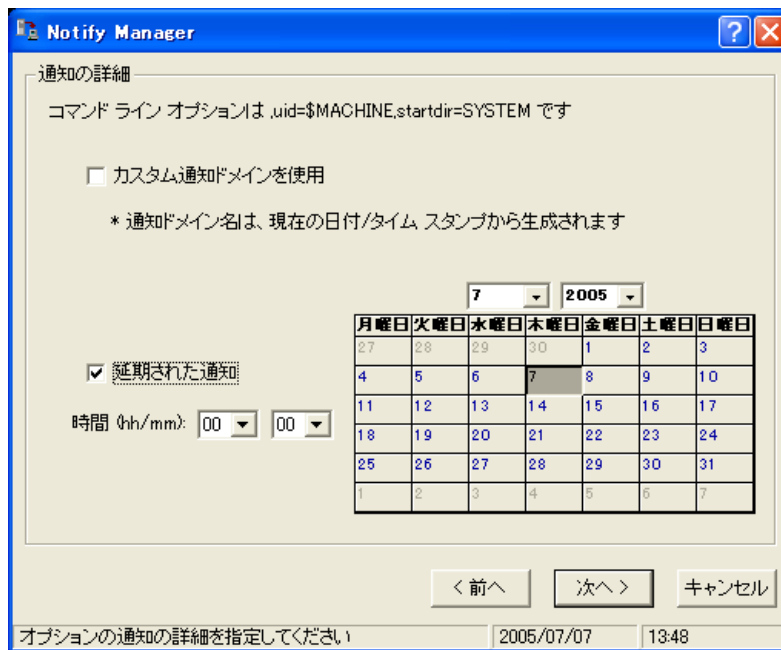 Notify Manager
通知の詳細
コマンド ライン オプションは ,uid=$MACHINE,startdir=SYSTEM です
カスタム通知ドメインを使用
* 通知ドメイン名は、現在の日付/タイム スタンプから生成されます
7 2005
月曜日 火曜日 水曜日 木曜日 金曜日 土曜日 日曜日
27 28 29 30 1 2 3
4 5 6 7 8 9 10
11 12 13 14 15 16 17
18 19 20 21 22 23 24
25 26 27 28 29 30 31
1 2 3 4 5 6 7
延期された通知
時間 (hh/mm): 00 00
< 前へ 次へ > キャンセル
オプションの通知の詳細を指定してください 2005/07/07 13:48